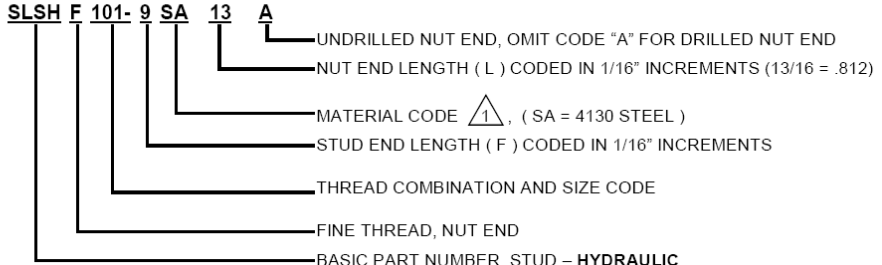 SLSH F 101- 9 SA 13 A
UNDRILLED NUT END, OMIT CODE “A” FOR DRILLED NUT END
NUT END LENGTH ( L ) CODED IN 1/16” INCREMENTS (13/16 = .812)
MATERIAL CODE 1 , ( SA = 4130 STEEL )
STUD END LENGTH ( F ) CODED IN 1/16” INCREMENTS
THREAD COMBINATION AND SIZE CODE
FINE THREAD, NUT END
BASIC PART NUMBER, STUD – HYDRAULIC